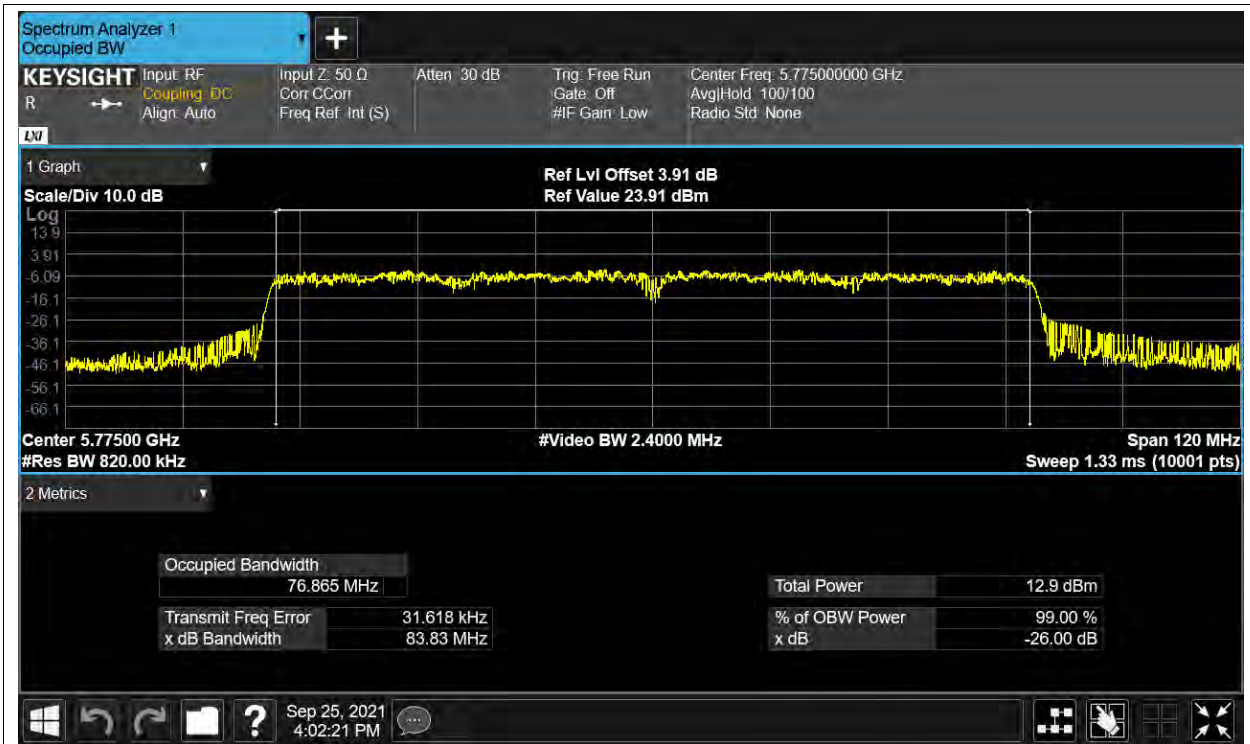 Spectrum Analyzer 1
Occupied BW
KEYSIGHT Input: RF Input Z: 50 Ω Atten: 30 dB Trig: Free Run Center Freq: 5.775000000 GHz
R Coupling: DC Corr CCorr Gate: Off Avg|Hold: 100/100
Align: Auto Freq Ref: Int (S) #IF Gain: Low Radio Std: None
LXI
1 Graph
Ref Lvl Offset 3.91 dB
Scale/Div 10.0 dB Ref Value 23.91 dBm
Log
13.9
3.91
-6.09
-16.1
-26.1
-36.1
-46.1
-56.1
-66.1
Center 5.77500 GHz #Video BW 2.4000 MHz Span 120 MHz
#Res BW 820.00 kHz Sweep 1.33 ms (10001 pts)
2 Metrics
Occupied Bandwidth
76.865 MHz Total Power 12.9 dBm
Transmit Freq Error 31.618 kHz % of OBW Power 99.00 %
x dB Bandwidth 83.83 MHz x dB -26.00 dB
? Sep 25, 2021
4:02:21 PM